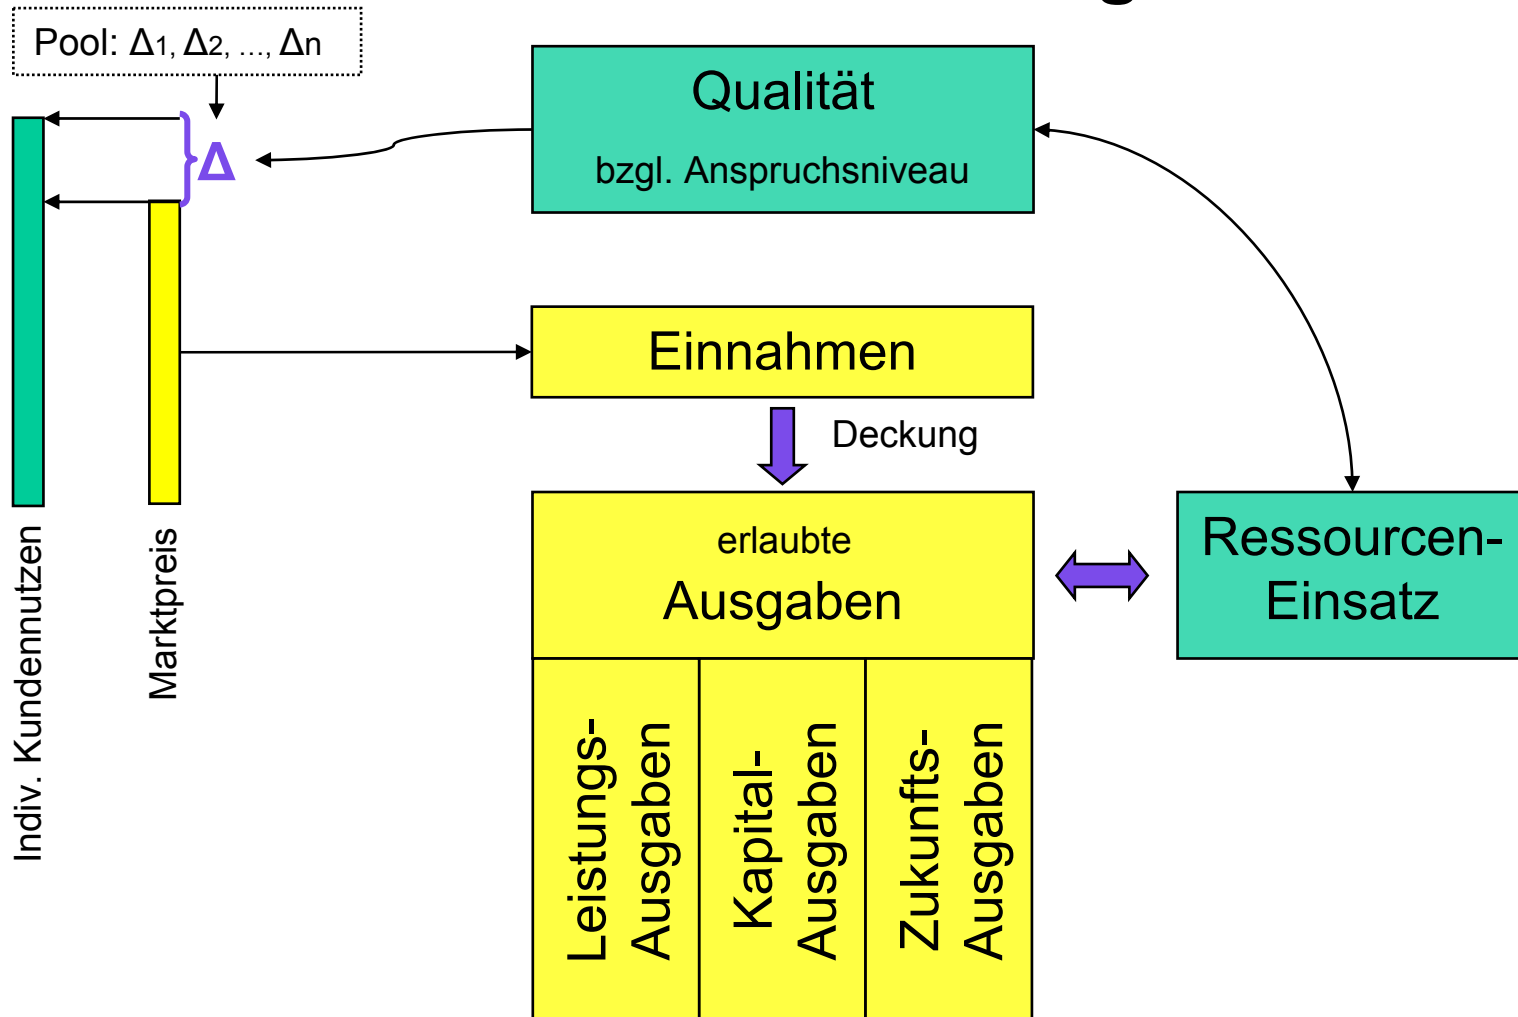 g
Pool: Δ1, Δ2, ..., Δn
Qualität
bzgl. Anspruchsniveau
Δ
Einnahmen
Deckung
erlaubte
Ausgaben
Ressourcen-
Einsatz
Indiv. Kundennutzen
Marktpreis
Leistungs-
Ausgaben
Kapital-
Ausgaben
Zukunfts-
Ausgaben